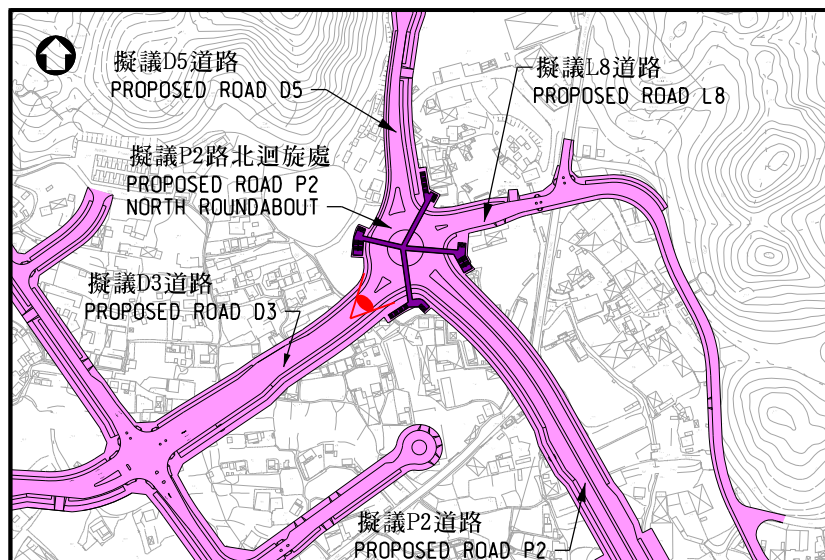 擬議D5道路
PROPOSED ROAD D5
擬議L8道路
PROPOSED ROAD L8
擬議P2路北迴旋處
PROPOSED ROAD P2
NORTH ROUNDABOUT
擬議D3道路
PROPOSED ROAD D3
擬議P2道路
PROPOSED ROAD P2